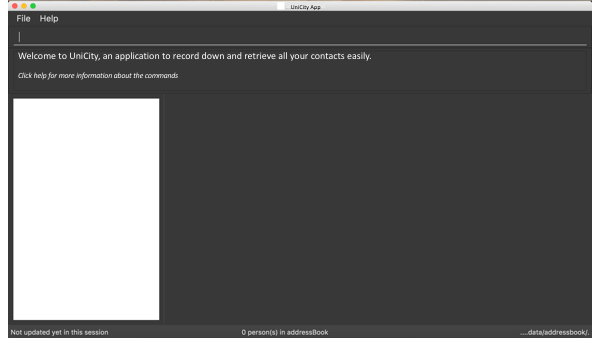 UniCity App
File Help
Welcome to UniCity, an application to record down and retrieve all your contacts easily.
Click help for more information about the commands
Not updated yet in this session
0 person(s) in addressBook
....data/addressbook/.